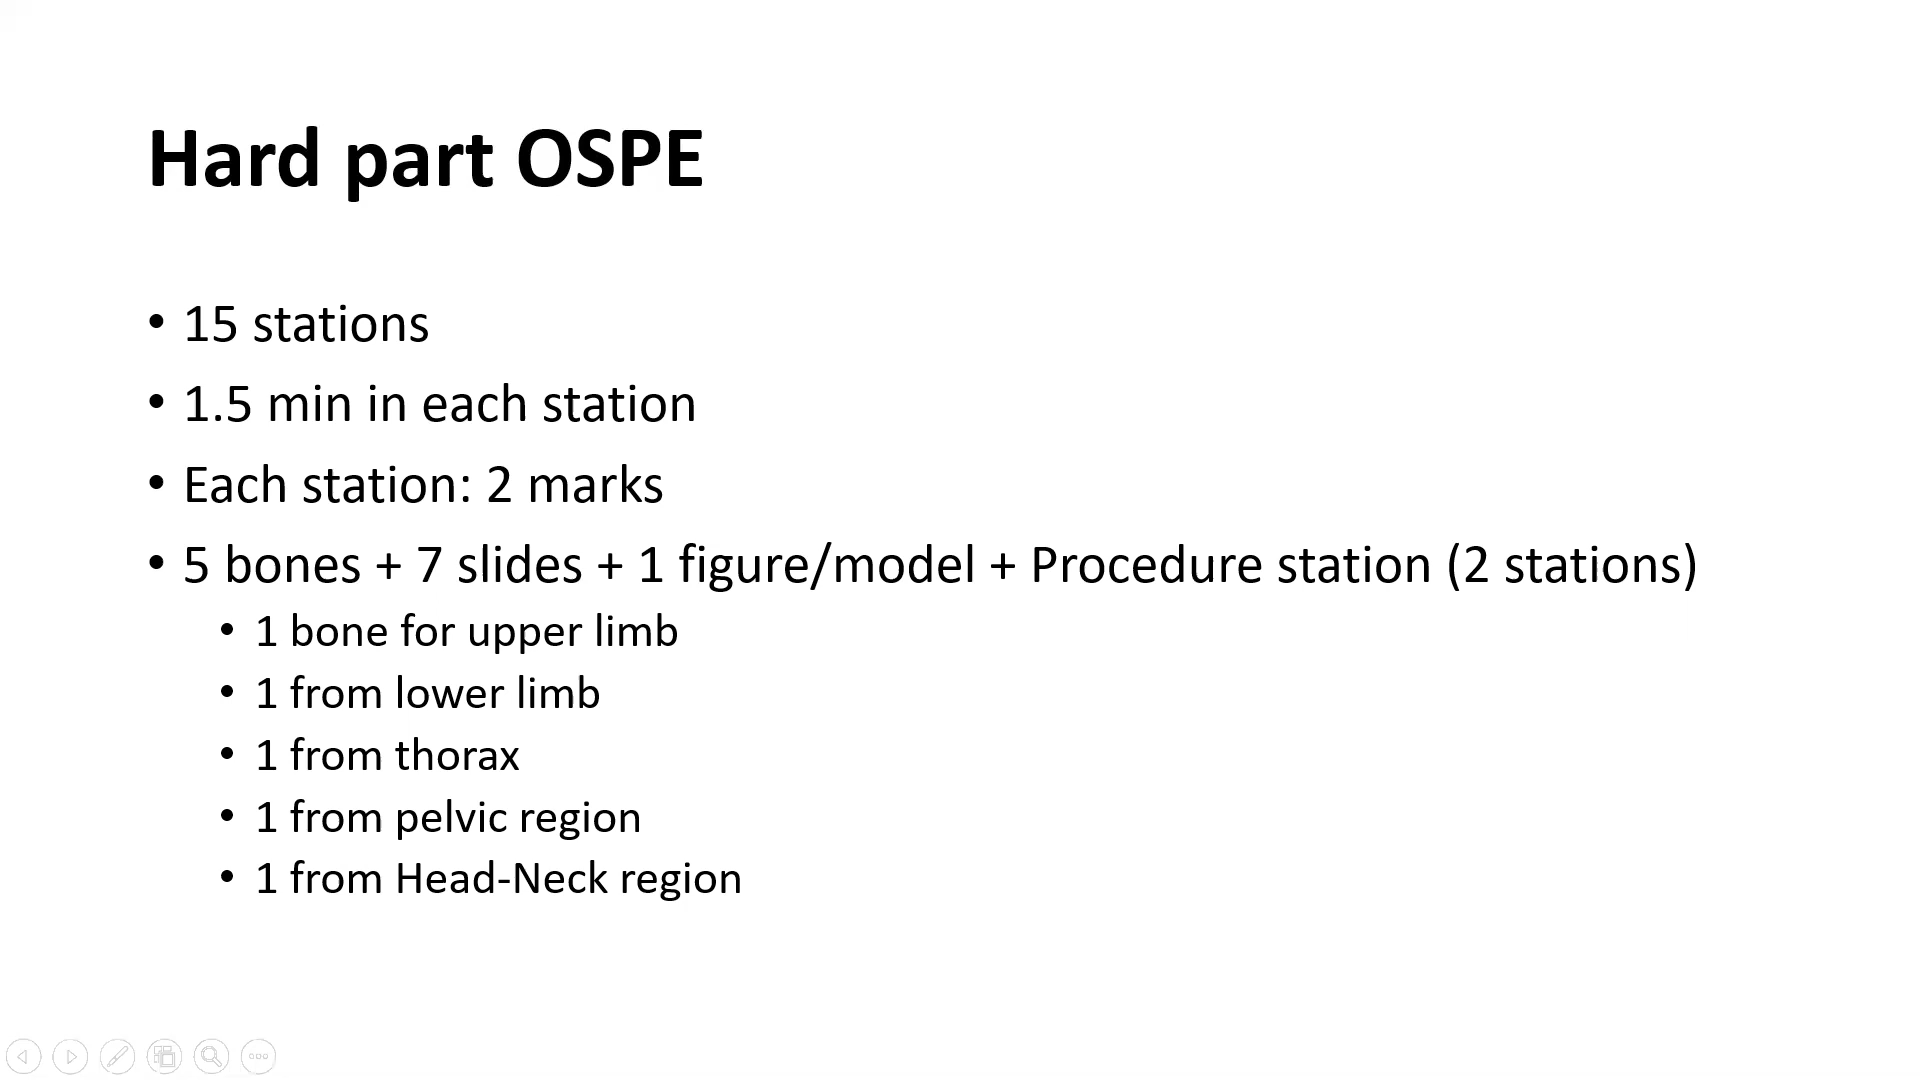 Hard part OSPE
• 15 stations
• 1.5 min in each station
• Each station: 2 marks
• 5 bones + 7 slides + 1 figure/model + Procedure station (2 stations)
• 1 bone for upper limb
• 1 from lower limb
• 1 from thorax
• 1 from pelvic region
• 1 from Head-Neck region